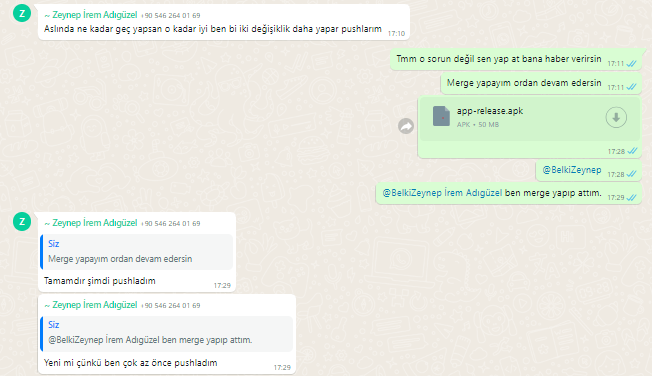 Z
~ Zeynep İrem Adıgüzel +90 546 264 01 69
Aslında ne kadar geç yapsan o kadar iyi ben bi iki değişiklik daha yapar pushlarım
17:10
Tmm o sorun değil sen yap at bana haber verirsin
17:11
Merge yapayım ordan devam edersin
17:11
app-release.apk
APK • 50 MB
17:28
@BelkiZeynep
17:28
@BelkiZeynep İrem Adıgüzel ben merge yapıp attım.
17:29
Z
~ Zeynep İrem Adıgüzel +90 546 264 01 69
Siz
Merge yapayım ordan devam edersin
Tamamdır şimdi pushladım
17:29
~ Zeynep İrem Adıgüzel +90 546 264 01 69
Siz
@BelkiZeynep İrem Adıgüzel ben merge yapıp attım.
Yeni mi çünkü ben çok az önce pushladım
17:29